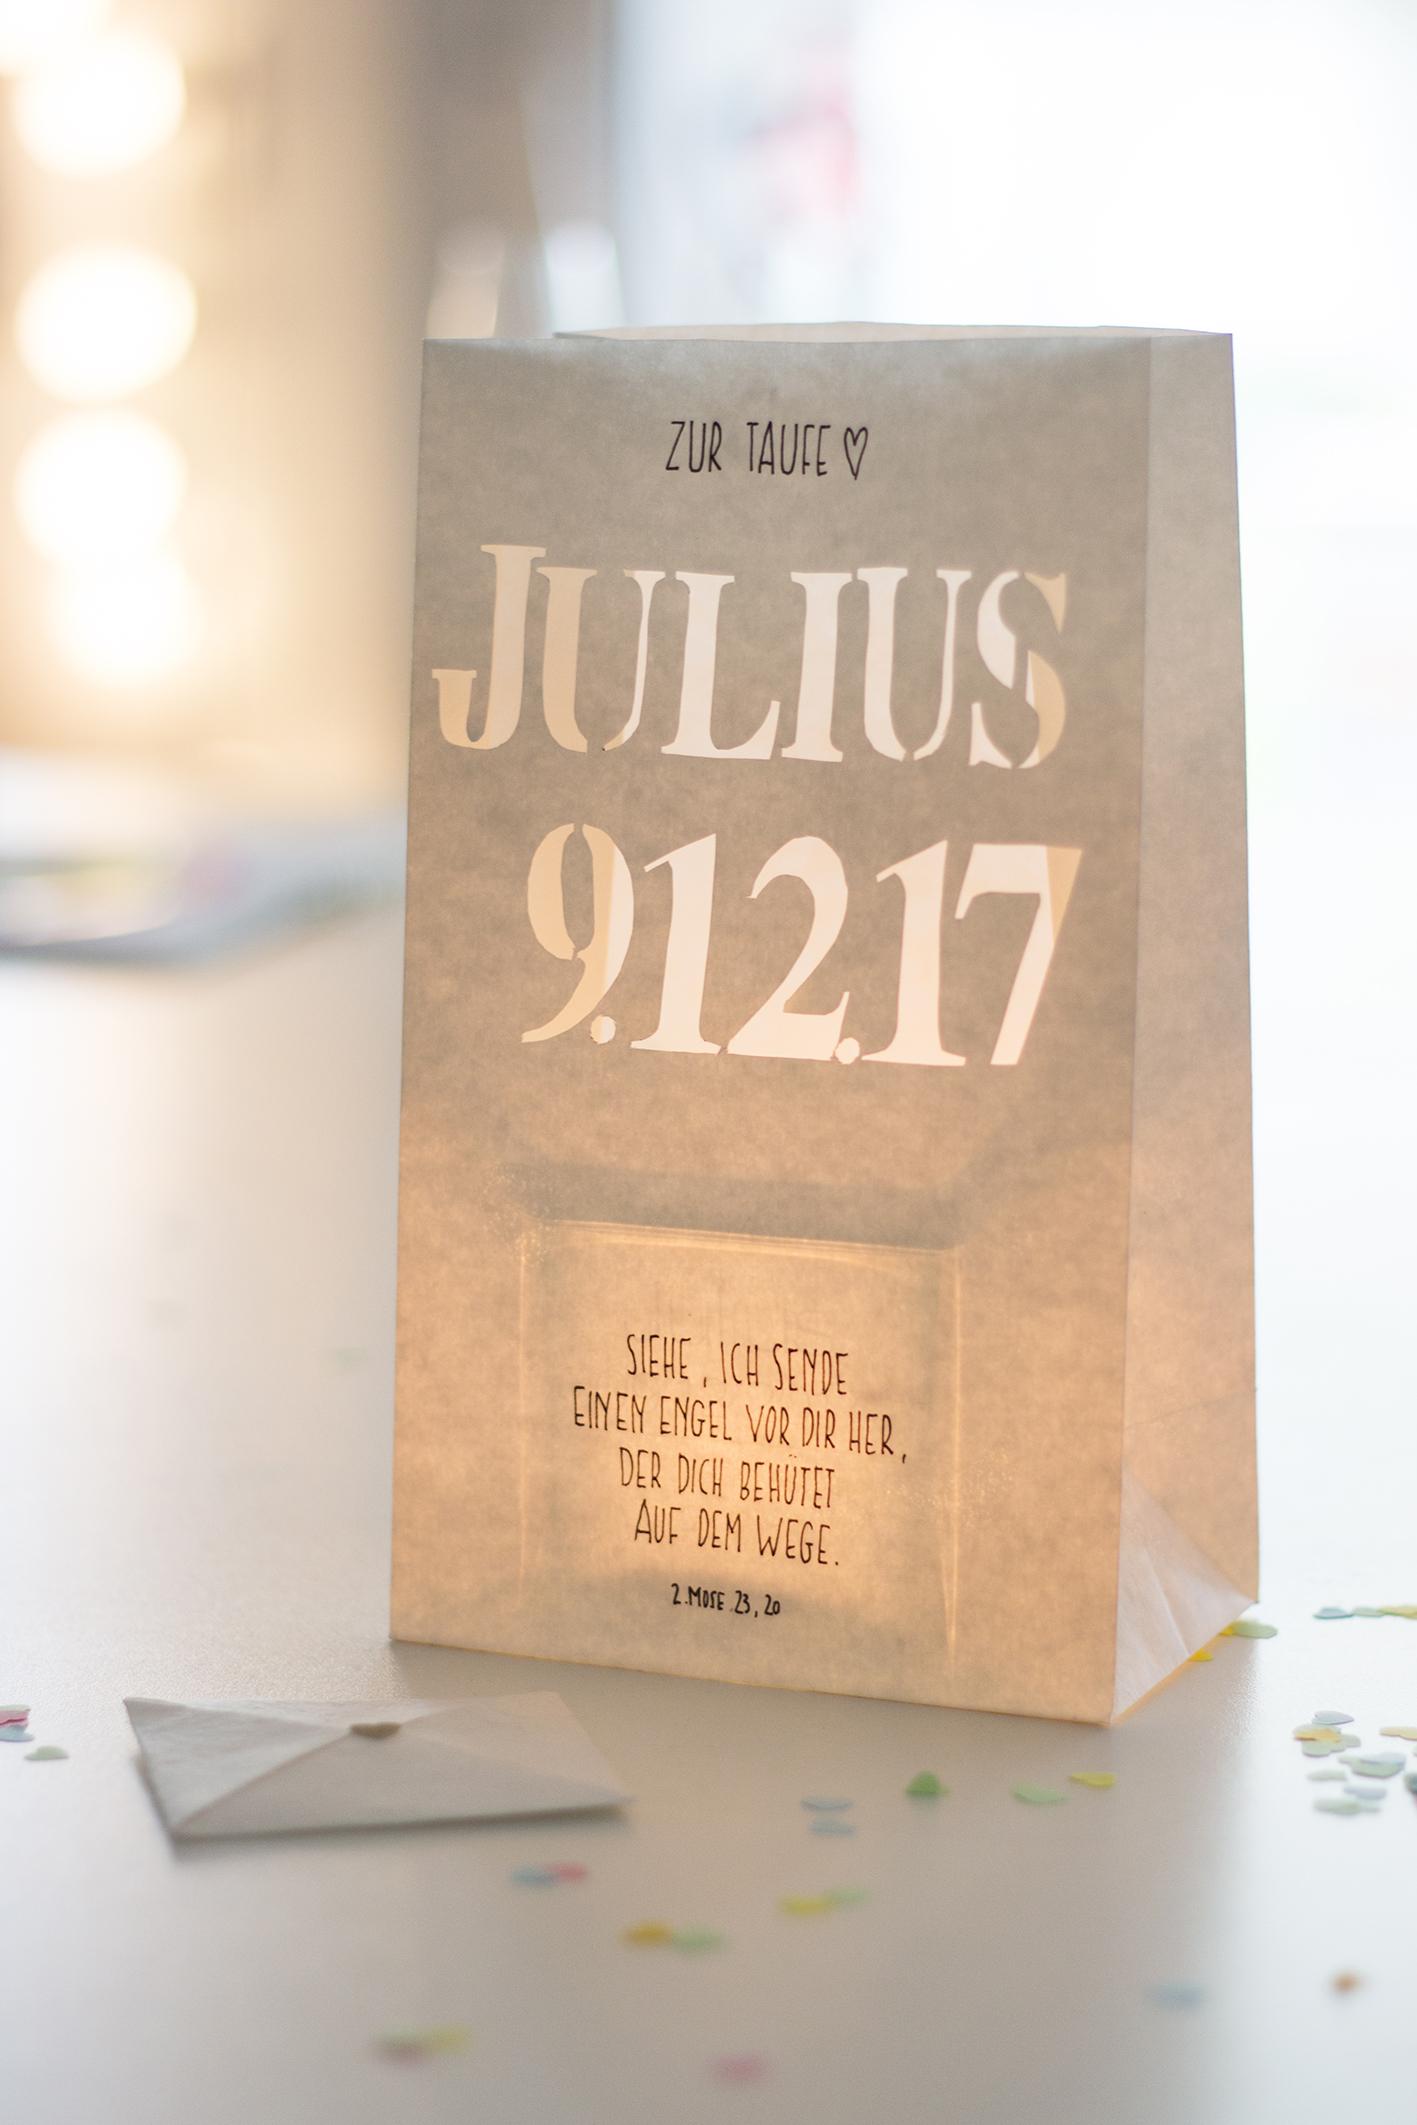 ZUR TAUFE ♡
JULIUS
9.12.17
SIEHE, ICH SENDE
EINEN ENGEL VOR DIR HER,
DER DICH BEHÜTET
AUF DEM WEGE.
2.MOSE.23,20